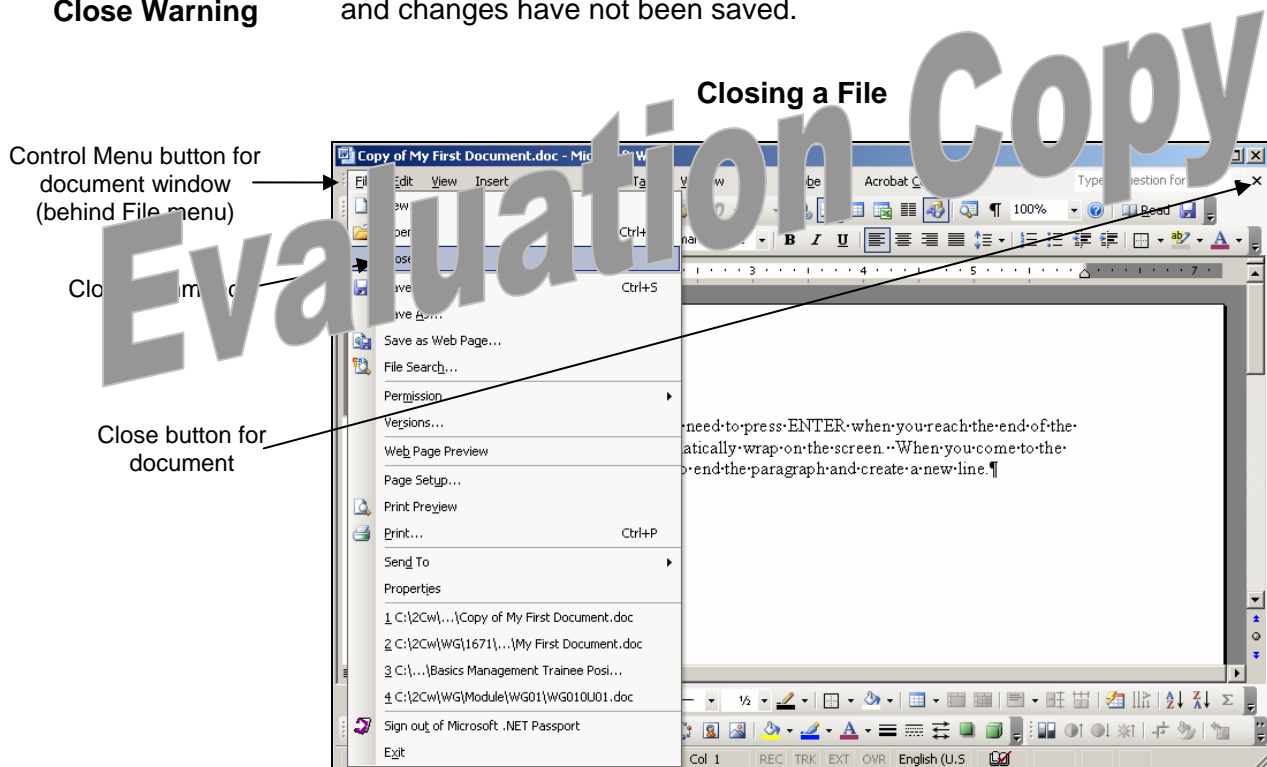 Close Warning
and changes have not been saved.
Closing a File
Evaluation Copy
Control Menu button for
document window
(behind File menu)
Close button for
document
Copy of My First Document.doc -
Edit View Insert
Acrobat
100%
Read
B I U
Ctrl+S
Save as Web Page...
File Search...
Permission
Versions...
Web Page Preview
Page Setup...
Print Preview
Print... Ctrl+P
Send To
Properties
1 C:\2Cw\...\Copy of My First Document.doc
2 C:\2Cw\WG\1671\...\My First Document.doc
3 C:\...\Basics Management Trainee Posi...
4 C:\2Cw\WG\Module\WG01\WG010U01.doc
Sign out of Microsoft .NET Passport
Exit
3 4 5 7
·need·to·press·ENTER·when·you·reach·the·end·of·the·
·wrap·on·the·screen.··When·you·come·to·the·
·end·the·paragraph·and·create·a·new·line.¶
½
Col 1 REC TRK EXT OVR English (U.S